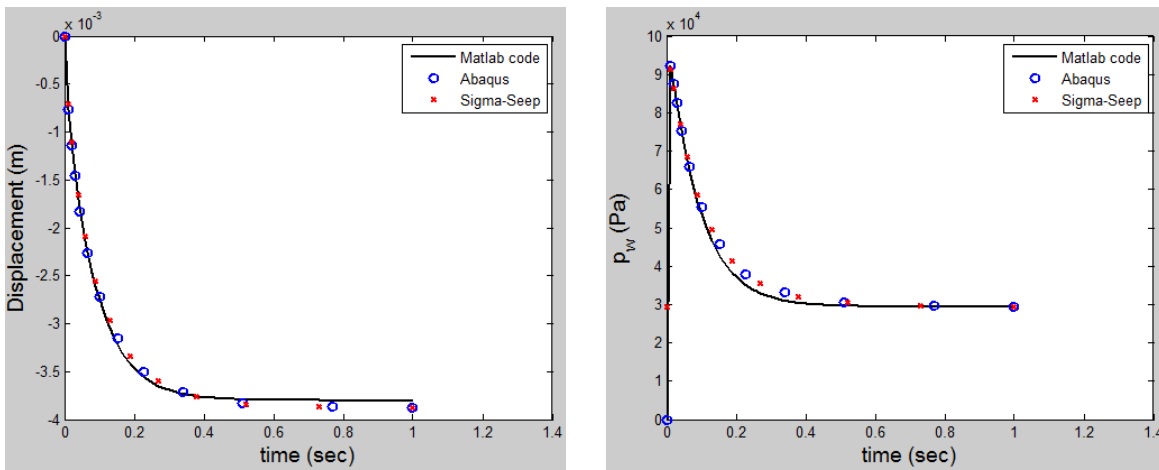 x 10⁻³
0
-0.5
-1
-1.5
-2
-2.5
-3
-3.5
-4
0 0.2 0.4 0.6 0.8 1 1.2 1.4
Displacement (m)
time (sec)
Matlab code
Abaqus
Sigma-Seep
x 10⁴
10
9
8
7
6
5
4
3
2
1
0
0 0.2 0.4 0.6 0.8 1 1.2 1.4
p_w (Pa)
time (sec)
Matlab code
Abaqus
Sigma-Seep